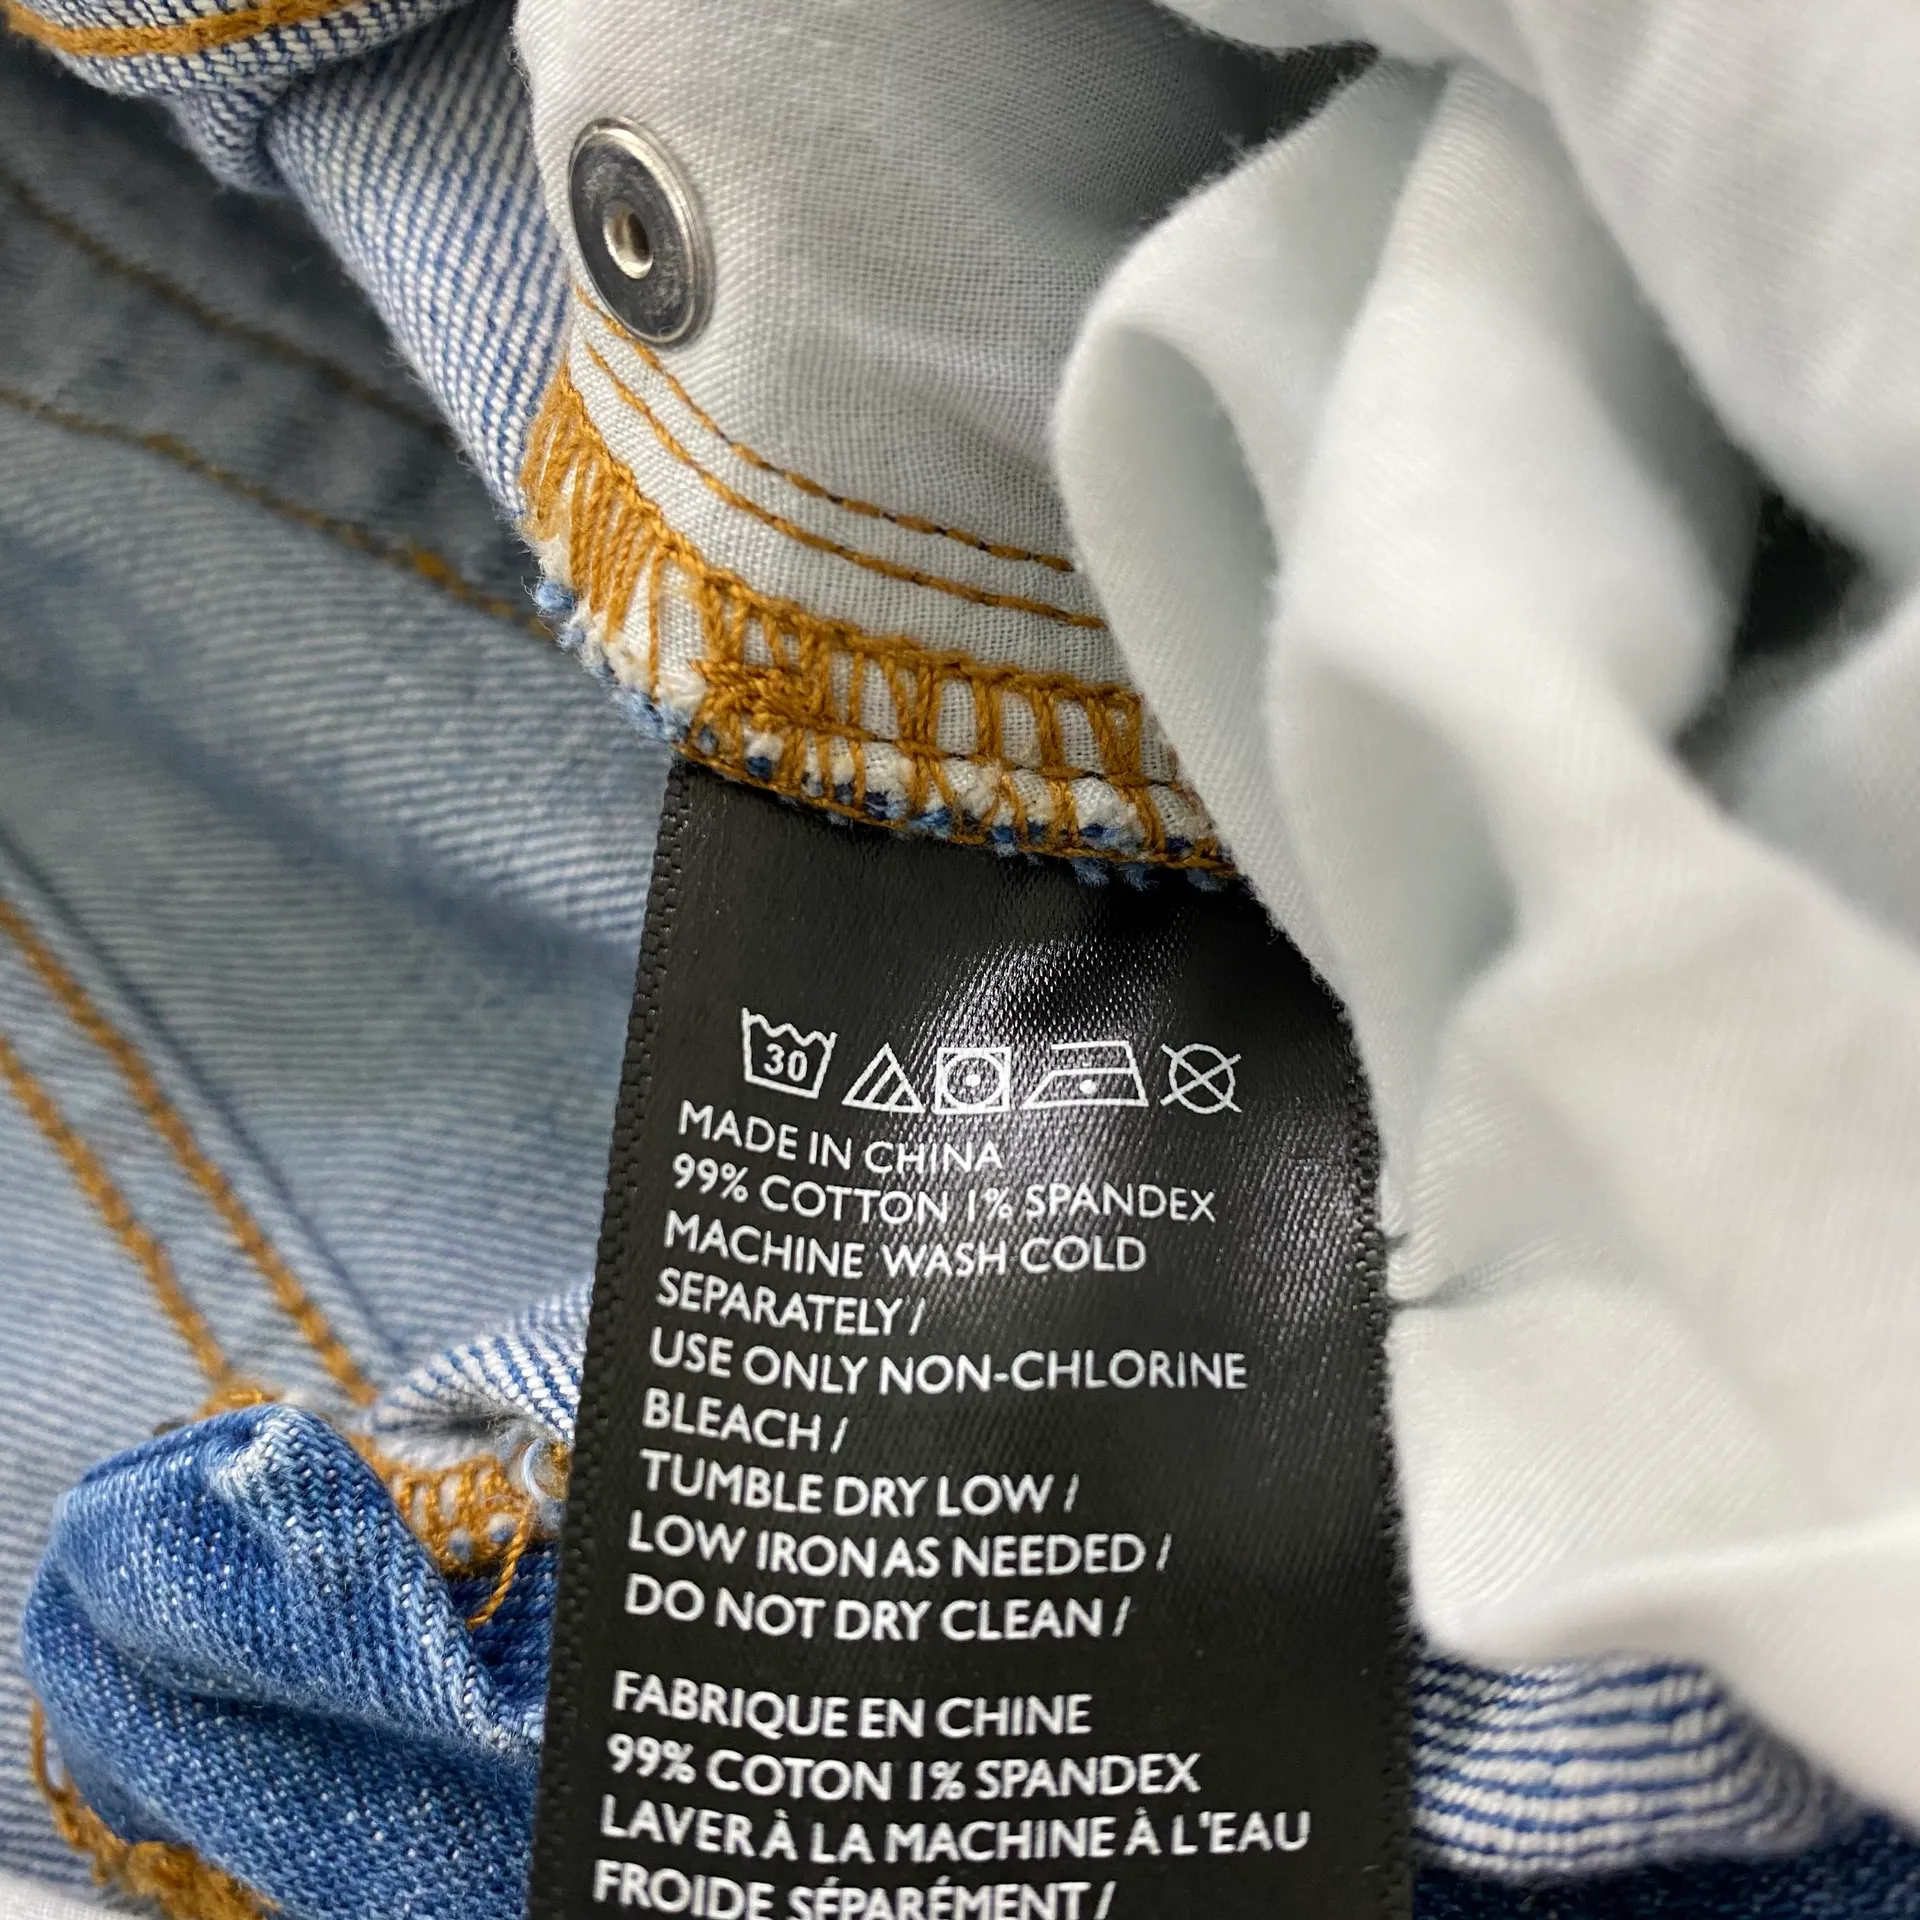 30
MADE IN CHINA
99% COTTON 1% SPANDEX
MACHINE WASH COLD
SEPARATELY /
USE ONLY NON-CHLORINE
BLEACH /
TUMBLE DRY LOW /
LOW IRON AS NEEDED /
DO NOT DRY CLEAN /
FABRIQUE EN CHINE
99% COTON 1% SPANDEX
LAVER À LA MACHINE À L'EAU
FROIDE SÉPARÉMENT /